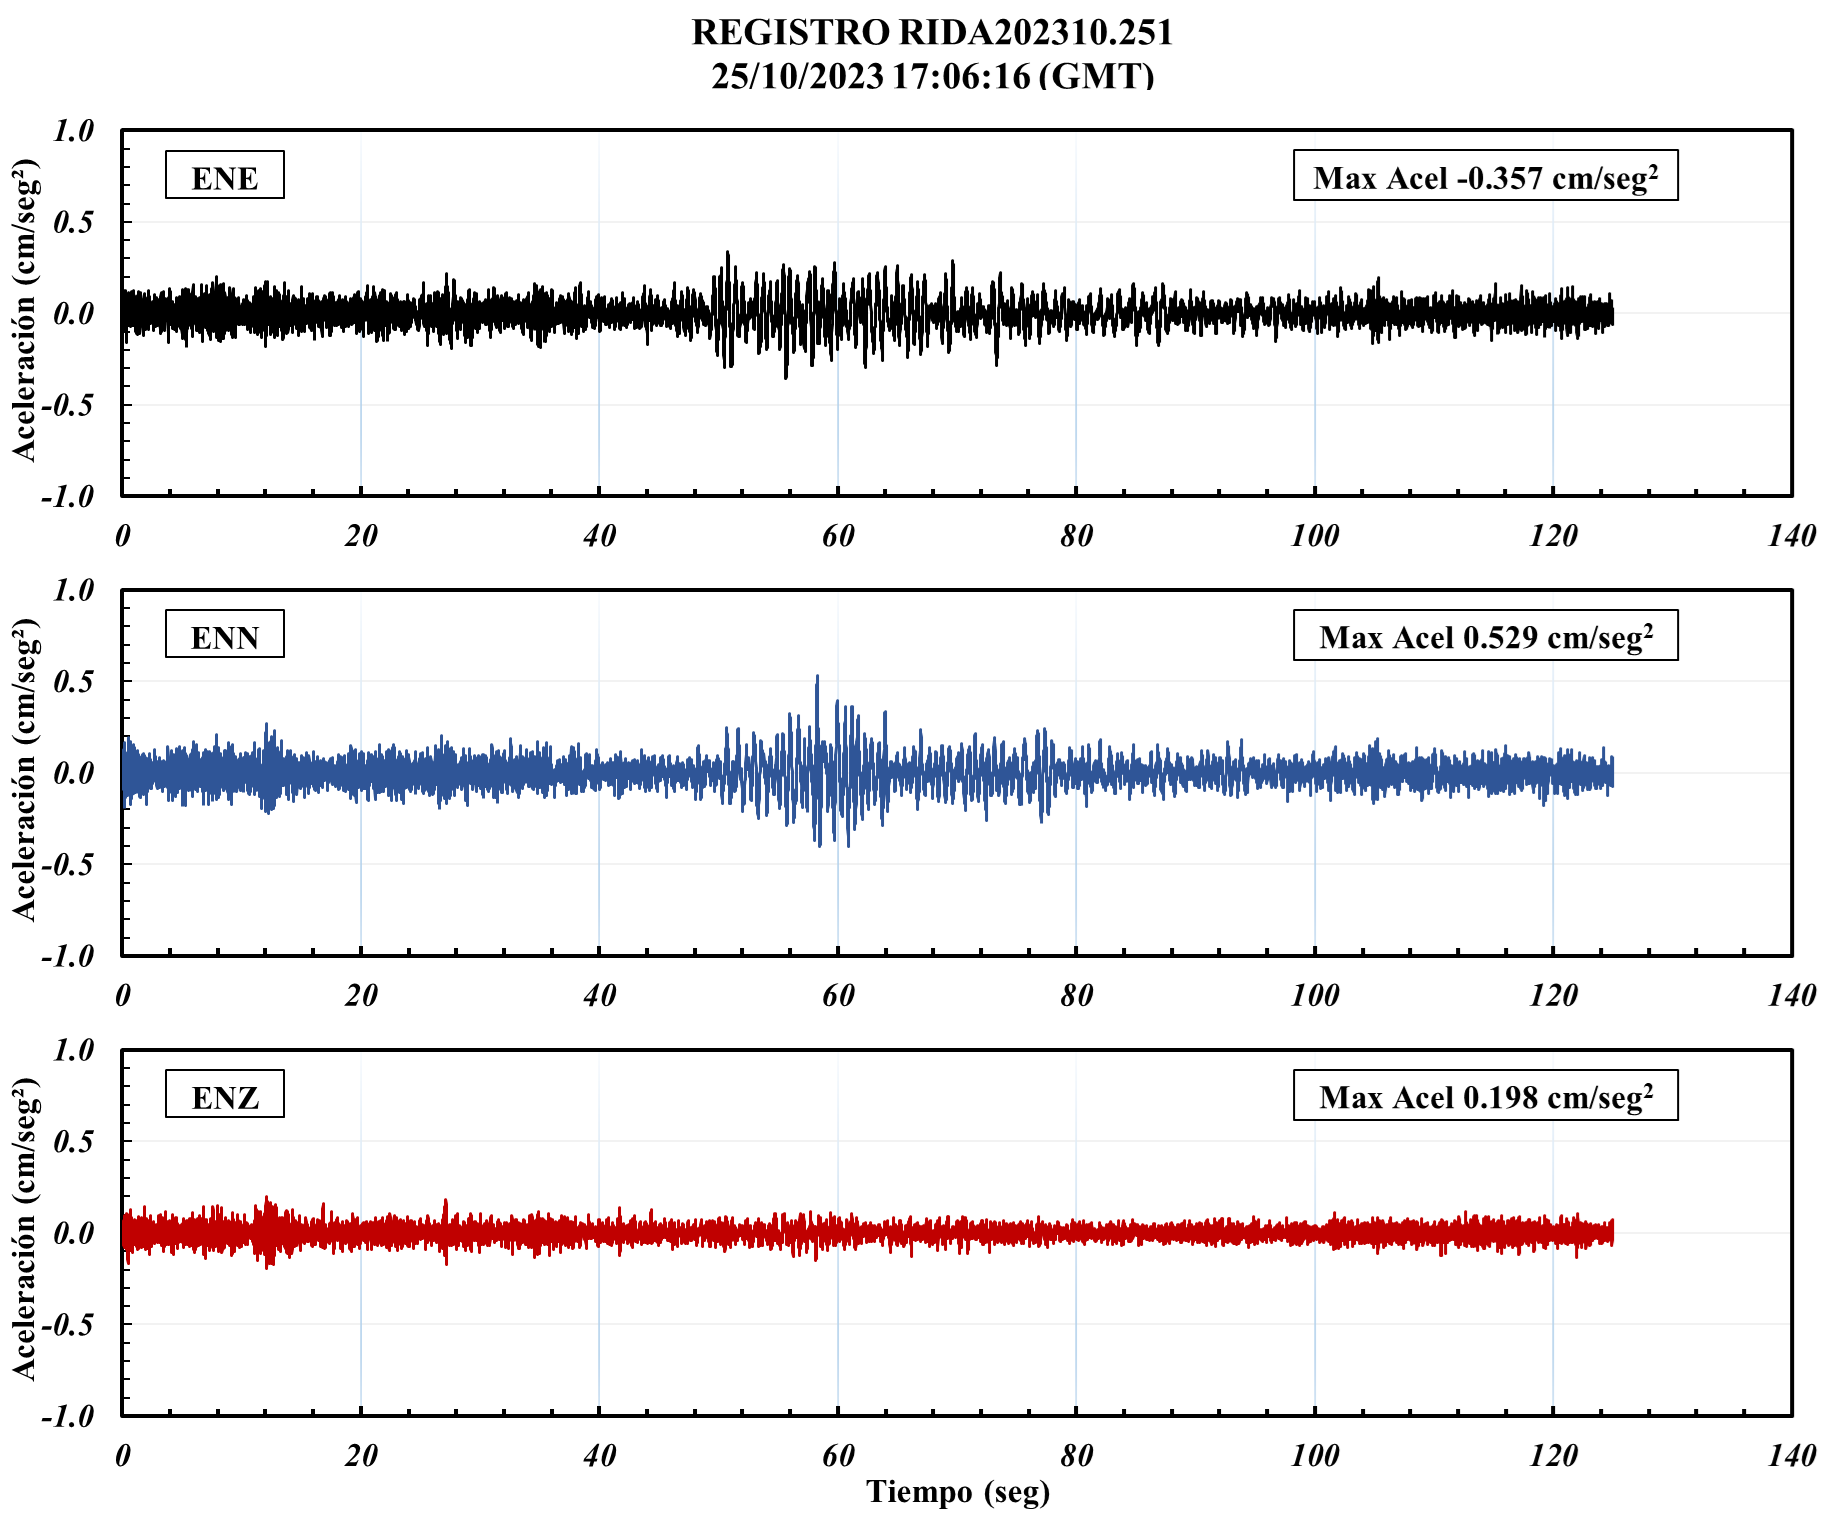 REGISTRO RIDA202310.251
25/10/2023 17:06:16 (GMT)
Aceleración (cm/seg²)
1.0
0.5
0.0
-0.5
-1.0
ENE
Max Acel -0.357 cm/seg²
0 20 40 60 80 100 120 140
Aceleración (cm/seg²)
1.0
0.5
0.0
-0.5
-1.0
ENN
Max Acel 0.529 cm/seg²
0 20 40 60 80 100 120 140
Aceleración (cm/seg²)
1.0
0.5
0.0
-0.5
-1.0
ENZ
Max Acel 0.198 cm/seg²
0 20 40 60 80 100 120 140
Tiempo (seg)